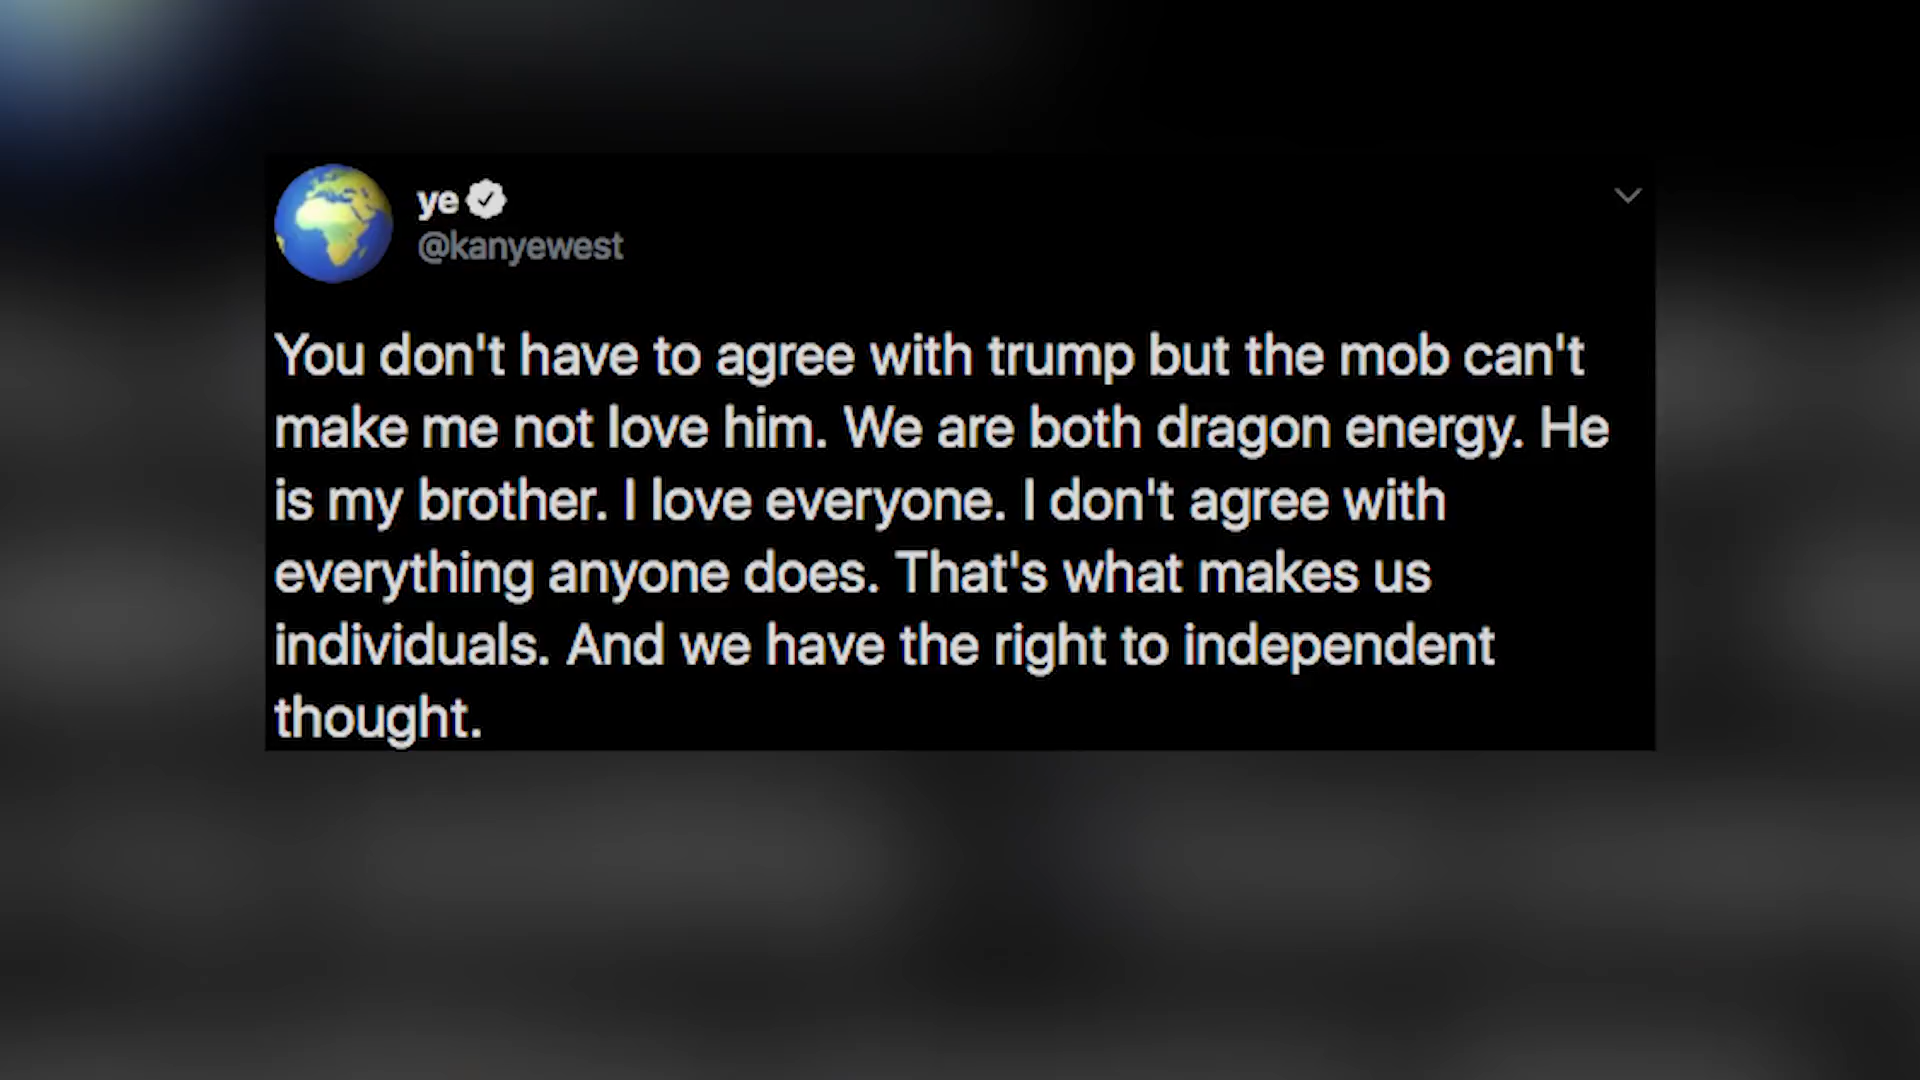 ye
@kanyewest
You don't have to agree with trump but the mob can't
make me not love him. We are both dragon energy. He
is my brother. I love everyone. I don't agree with
everything anyone does. That's what makes us
individuals. And we have the right to independent
thought.